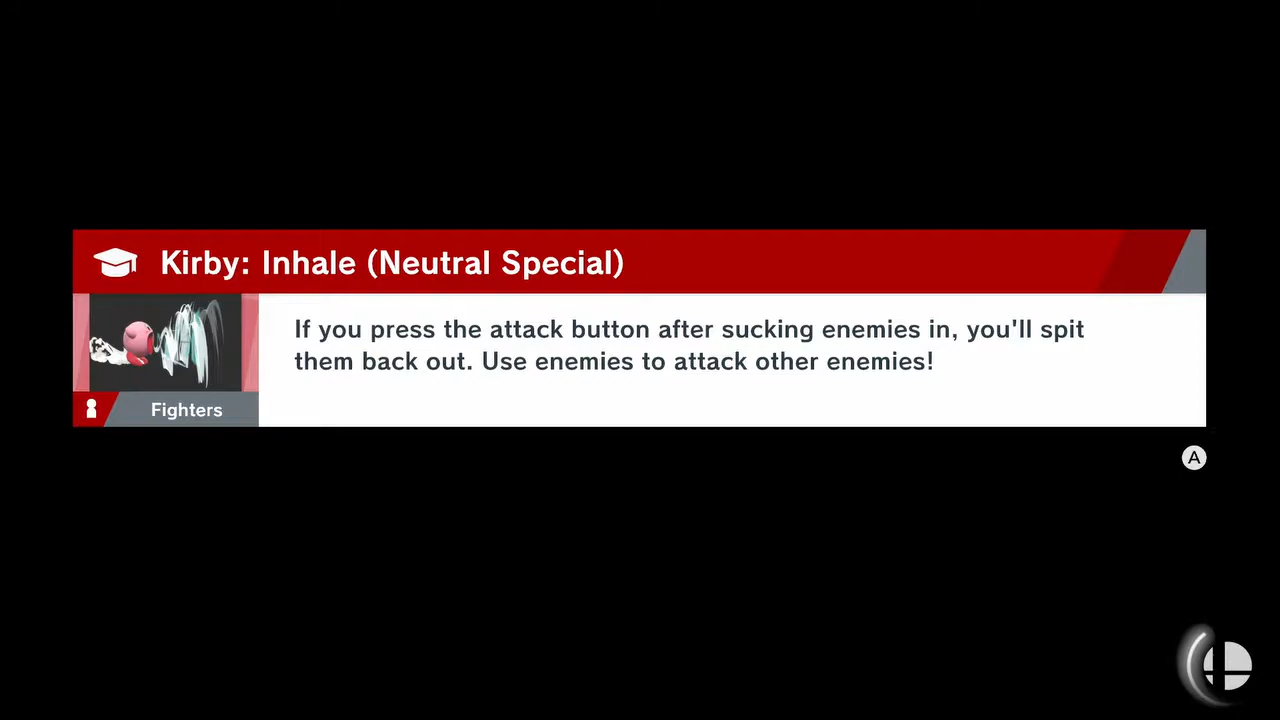 Kirby: Inhale (Neutral Special)
If you press the attack button after sucking enemies in, you'll spit
them back out. Use enemies to attack other enemies!
Fighters
A